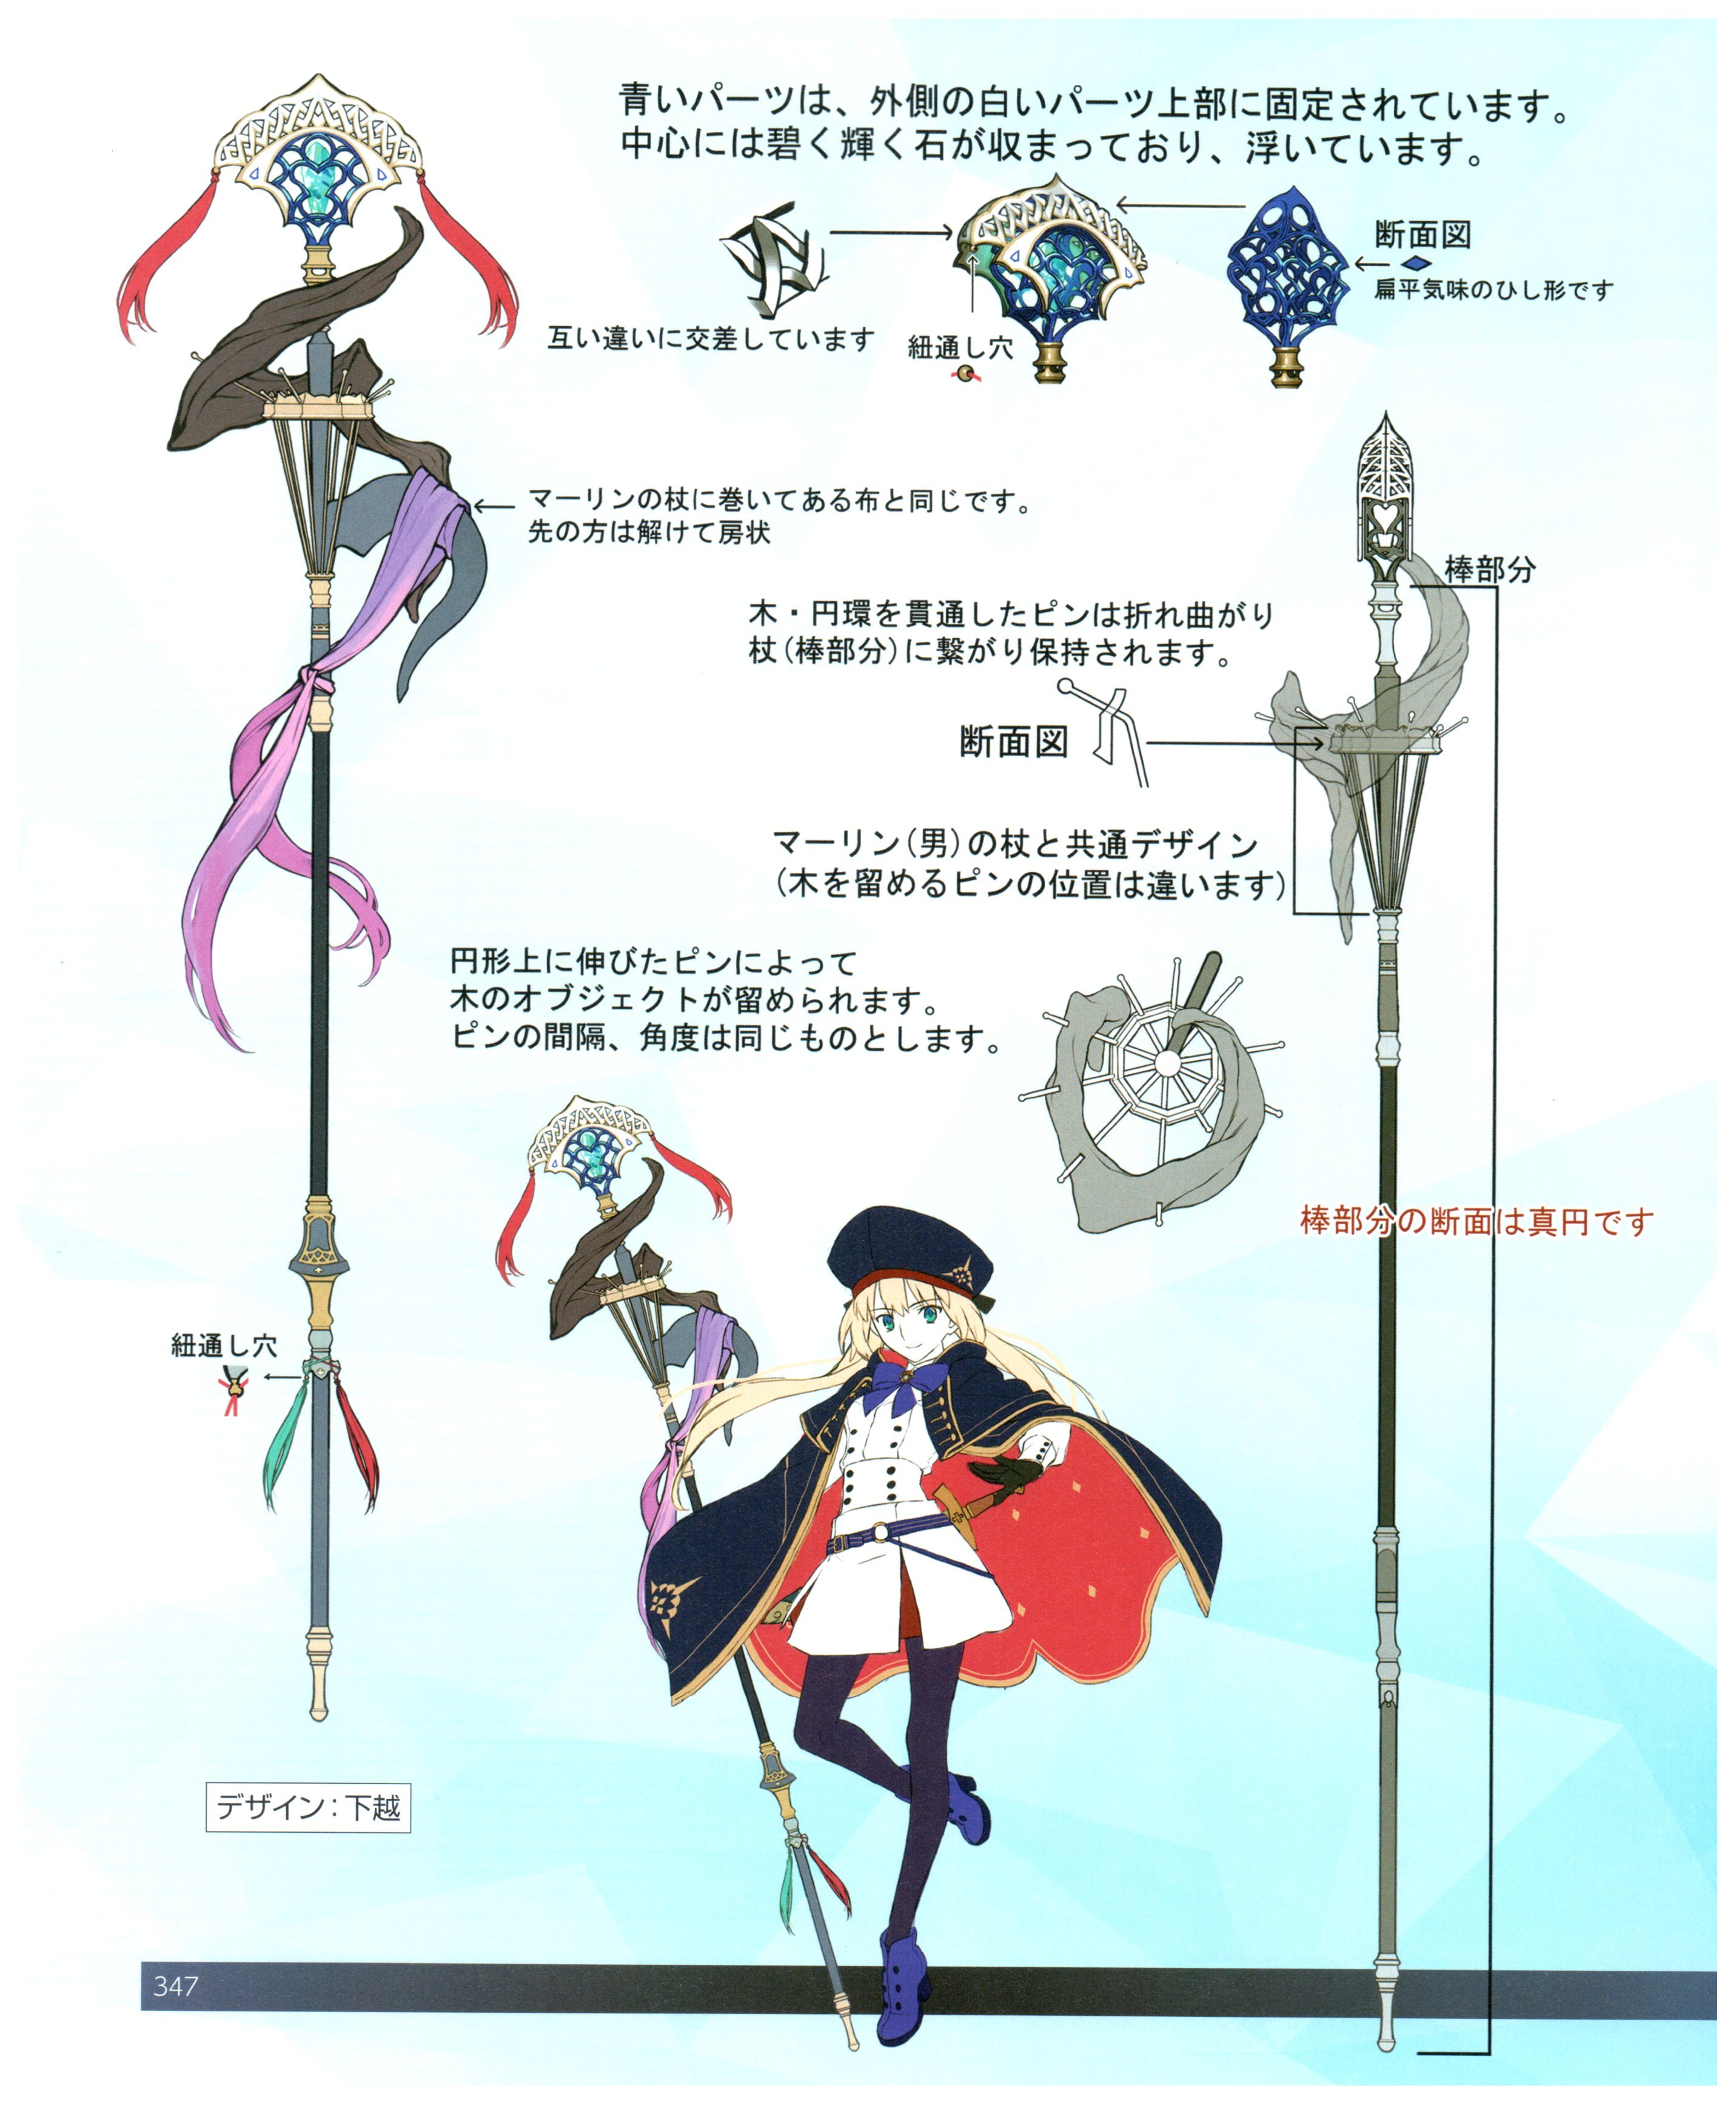 青いパーツは、外側の白いパーツ上部に固定されています。
中心には碧く輝く石が収まっており、浮いています。
断面図
扁平気味のひし形です
互い違いに交差しています
紐通し穴
マーリンの杖に巻いてある布と同じです。
先の方は解けて房状
棒部分
木・円環を貫通したピンは折れ曲がり
杖(棒部分)に繋がり保持されます。
断面図
マーリン(男)の杖と共通デザイン
(木を留めるピンの位置は違います)
円形上に伸びたピンによって
木のオブジェクトが留められます。
ピンの間隔、角度は同じものとします。
棒部分の断面は真円です
紐通し穴
デザイン:下越
347